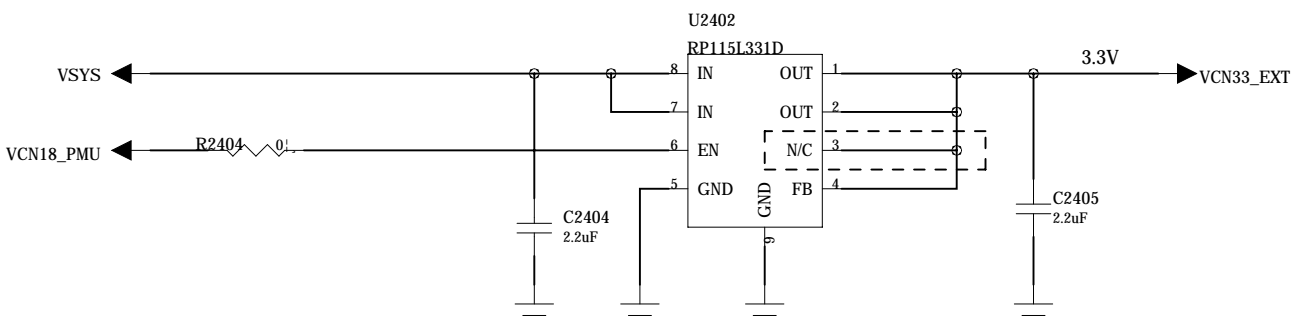 U2402
RP115L331D
VSYS
8 IN OUT 1
3.3V
VCN33_EXT
7 IN OUT 2
VCN18_PMU
R2404 0
6 EN N/C 3
5 GND FB 4
GND
9
C2404
2.2uF
C2405
2.2uF